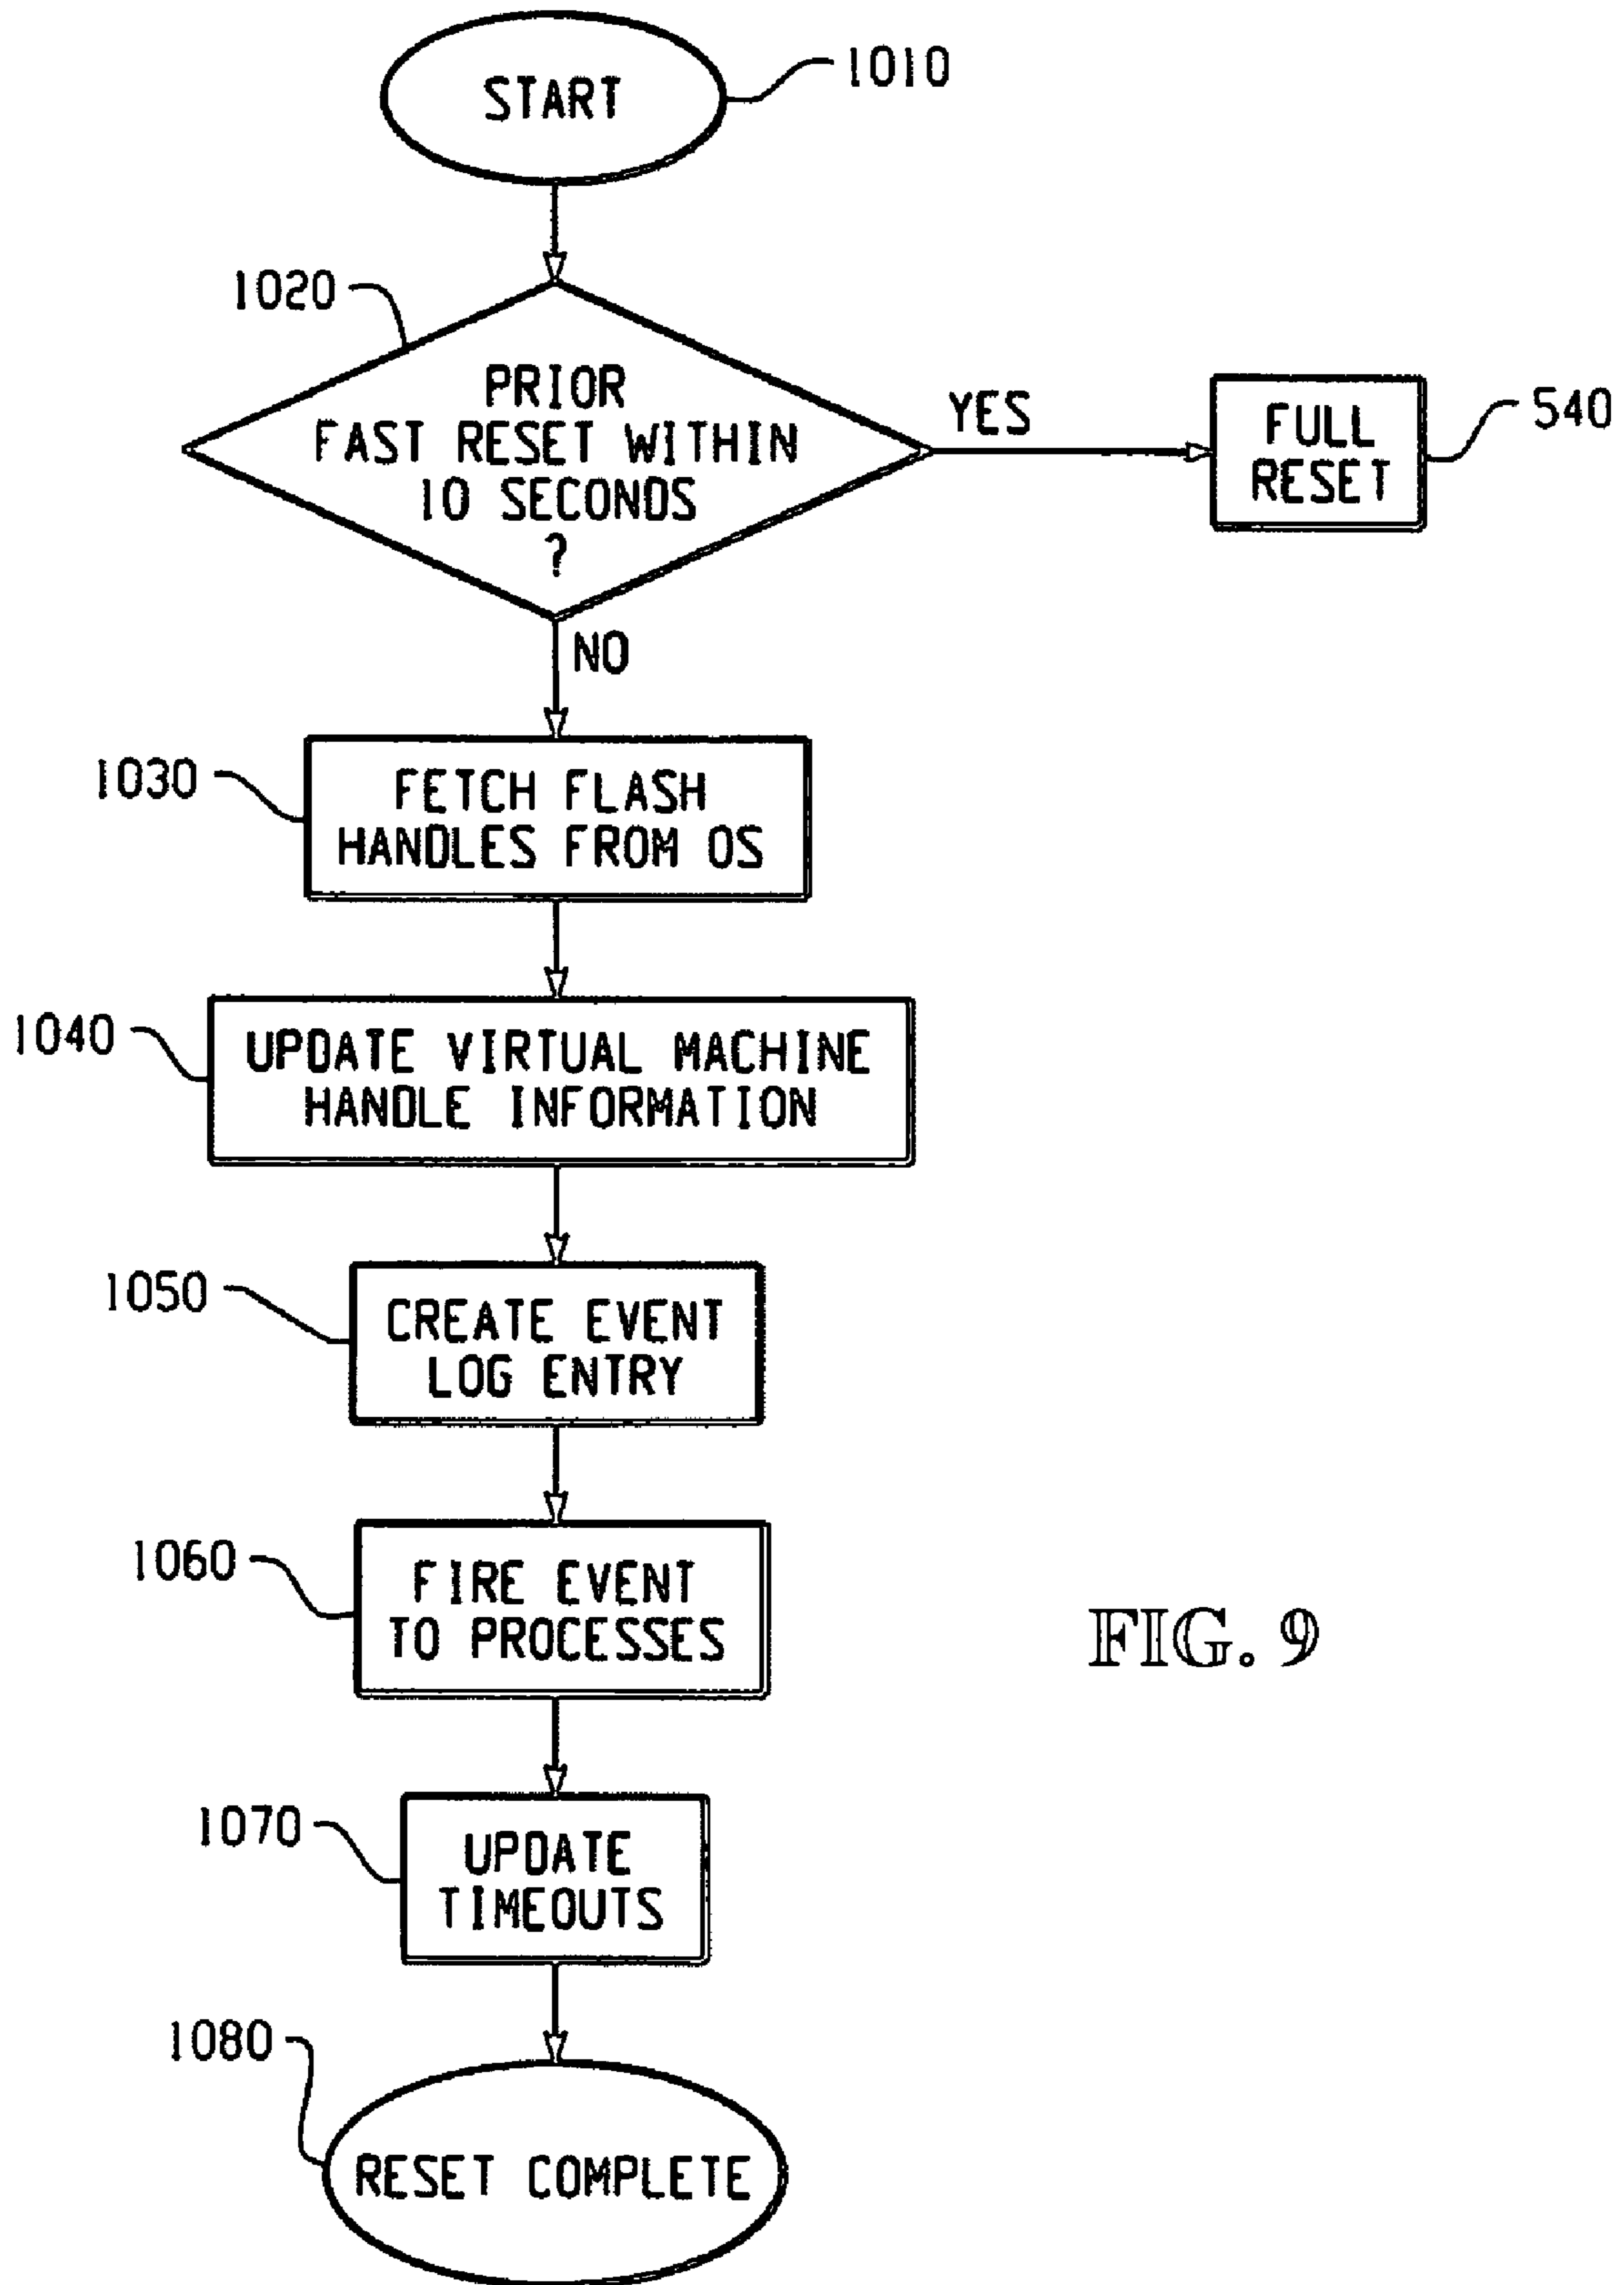 START
1010
1020
PRIOR
FAST RESET WITHIN
10 SECONDS
?
YES
FULL
RESET
540
NO
1030
FETCH FLASH
HANDLES FROM OS
1040
UPDATE VIRTUAL MACHINE
HANDLE INFORMATION
1050
CREATE EVENT
LOG ENTRY
1060
FIRE EVENT
TO PROCESSES
FIG. 9
1070
UPDATE
TIMEOUTS
1080
RESET COMPLETE